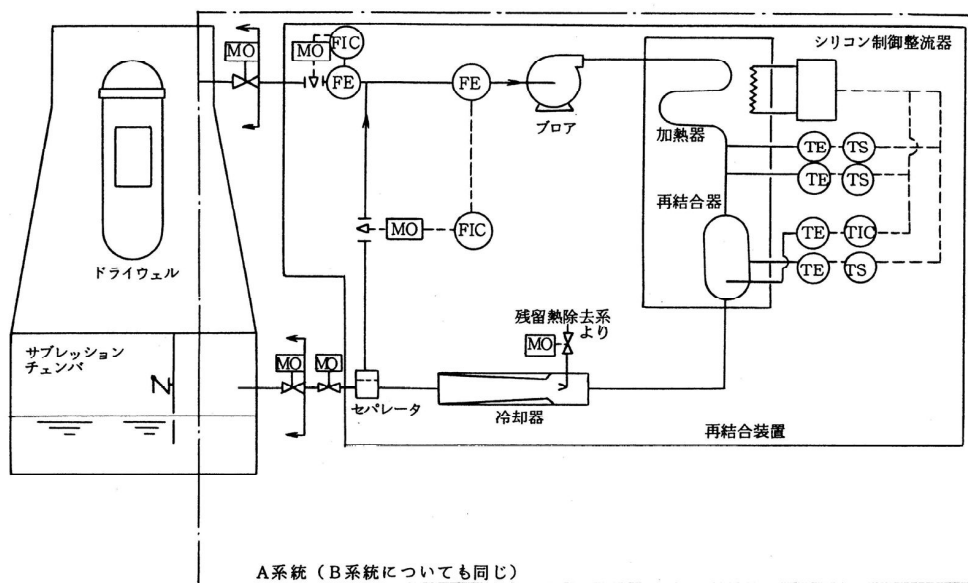 シリコン制御整流器
MO
MO
FIC
FE
FE
ブロア
加熱器
TE
TS
TE
TS
再結合器
MO
FIC
TE
TIC
TE
TS
ドライウェル
サプレッション
チェンバ
MO
MO
セパレータ
残留熱除去系
より
MO
冷却器
再結合装置
A系統（B系統についても同じ）